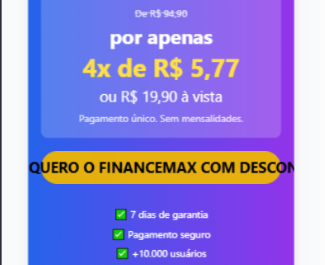 De R$ 94,90
por apenas
4x de R$ 5,77
ou R$ 19,90 à vista
Pagamento único. Sem mensalidades.
QUERO O FINANCEMAX COM DESCON
7 dias de garantia
Pagamento seguro
+10.000 usuários